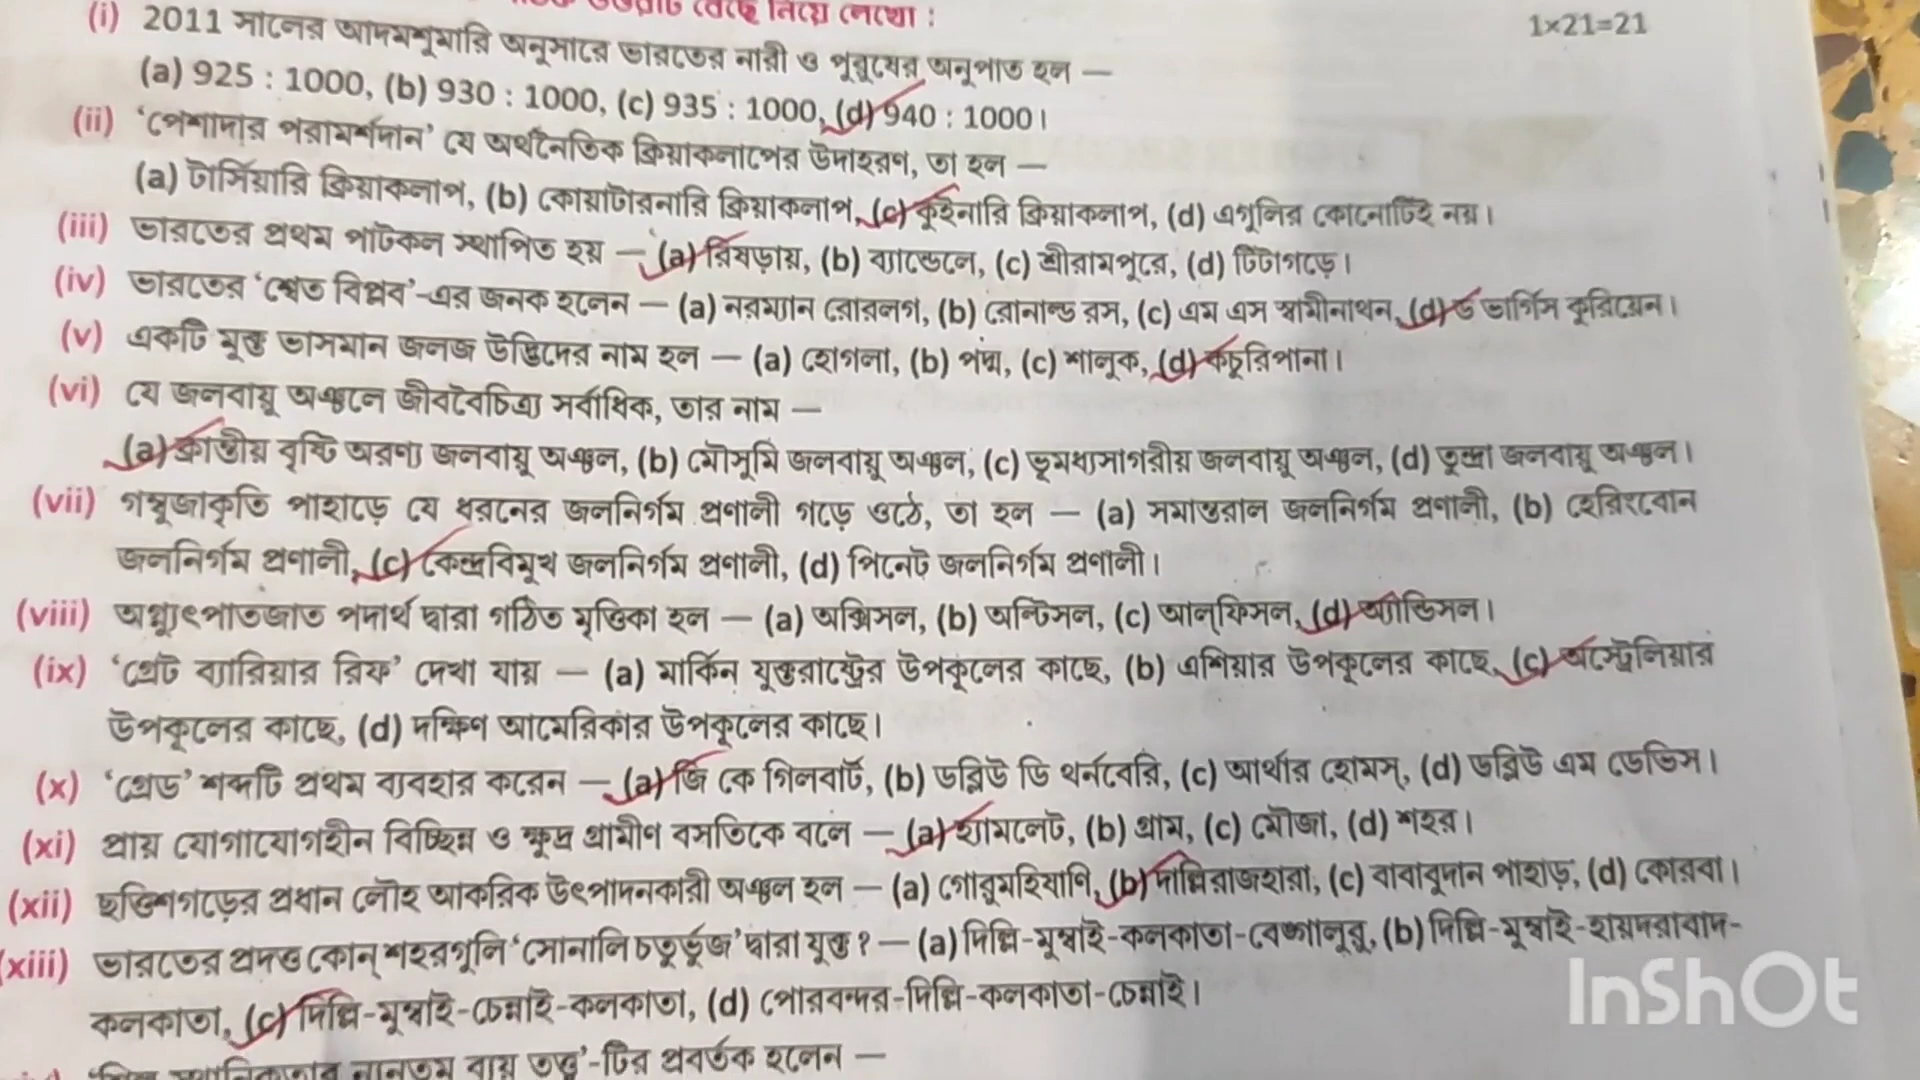 বেছে নিয়ে লেখো :
1×21=21
(i) 2011 সালের আদমশুমারি অনুসারে ভারতের নারী ও পুরুষের অনুপাত হল —
(a) 925 : 1000, (b) 930 : 1000, (c) 935 : 1000, (d) 940 : 1000।
(ii) ‘পেশাদার পরামর্শদান’ যে অর্থনৈতিক ক্রিয়াকলাপের উদাহরণ, তা হল —
(a) টার্সিয়ারি ক্রিয়াকলাপ, (b) কোয়াটারনারি ক্রিয়াকলাপ, (c) কুইনারি ক্রিয়াকলাপ, (d) এগুলির কোনোটিই নয়।
(iii) ভারতের প্রথম পাটকল স্থাপিত হয় — (a) রিষড়ায়, (b) ব্যান্ডেলে, (c) শ্রীরামপুরে, (d) টিটাগড়ে।
(iv) ভারতের ‘শ্বেত বিপ্লব’-এর জনক হলেন — (a) নরম্যান রোরলগ, (b) রোনাল্ড রস, (c) এম এস স্বামীনাথন, (d) ড ভার্গিস কুরিয়েন।
(v) একটি মুক্ত ভাসমান জলজ উদ্ভিদের নাম হল — (a) হোগলা, (b) পদ্ম, (c) শালুক, (d) কচুরিপানা।
(vi) যে জলবায়ু অঞ্চলে জীববৈচিত্র্য সর্বাধিক, তার নাম —
(a) ক্রান্তীয় বৃষ্টি অরণ্য জলবায়ু অঞ্চল, (b) মৌসুমি জলবায়ু অঞ্চল, (c) ভূমধ্যসাগরীয় জলবায়ু অঞ্চল, (d) তুন্দ্রা জলবায়ু অঞ্চল।
(vii) গম্বুজাকৃতি পাহাড়ে যে ধরনের জলনির্গম প্রণালী গড়ে ওঠে, তা হল — (a) সমান্তরাল জলনির্গম প্রণালী, (b) হেরিংবোন
জলনির্গম প্রণালী, (c) কেন্দ্রবিমুখ জলনির্গম প্রণালী, (d) পিনেট জলনির্গম প্রণালী।
(viii) অগ্ন্যুৎপাতজাত পদার্থ দ্বারা গঠিত মৃত্তিকা হল — (a) অক্সিসল, (b) অল্টিসল, (c) আল্‌ফিসল, (d) অ্যান্ডিসল।
(ix) ‘গ্রেট ব্যারিয়ার রিফ’ দেখা যায় — (a) মার্কিন যুক্তরাষ্ট্রের উপকূলের কাছে, (b) এশিয়ার উপকূলের কাছে, (c) অস্ট্রেলিয়ার
উপকূলের কাছে, (d) দক্ষিণ আমেরিকার উপকূলের কাছে।
(x) ‘গ্রেড’ শব্দটি প্রথম ব্যবহার করেন — (a) জি কে গিলবার্ট, (b) ডব্লিউ ডি থর্নবেরি, (c) আর্থার হোমস্, (d) ডব্লিউ এম ডেভিস।
(xi) প্রায় যোগাযোগহীন বিচ্ছিন্ন ও ক্ষুদ্র গ্রামীণ বসতিকে বলে — (a) হ্যামলেট, (b) গ্রাম, (c) মৌজা, (d) শহর।
(xii) ছত্তিশগড়ের প্রধান লৌহ আকরিক উৎপাদনকারী অঞ্চল হল — (a) গোরুমহিষাণি, (b) দাল্লিরাজহারা, (c) বাবাবুদান পাহাড়, (d) কোরবা।
(xiii) ভারতের প্রদত্ত কোন্ শহরগুলি ‘সোনালি চতুর্ভুজ’ দ্বারা যুক্ত ? — (a) দিল্লি-মুম্বাই-কলকাতা-বেঙ্গালুরু, (b) দিল্লি-মুম্বাই-হায়দরাবাদ-
কলকাতা, (c) দিল্লি-মুম্বাই-চেন্নাই-কলকাতা, (d) পোরবন্দর-দিল্লি-কলকাতা-চেন্নাই।
ন্যূনতম ব্যয় তত্ত্ব’-টির প্রবর্তক হলেন —
InShOt